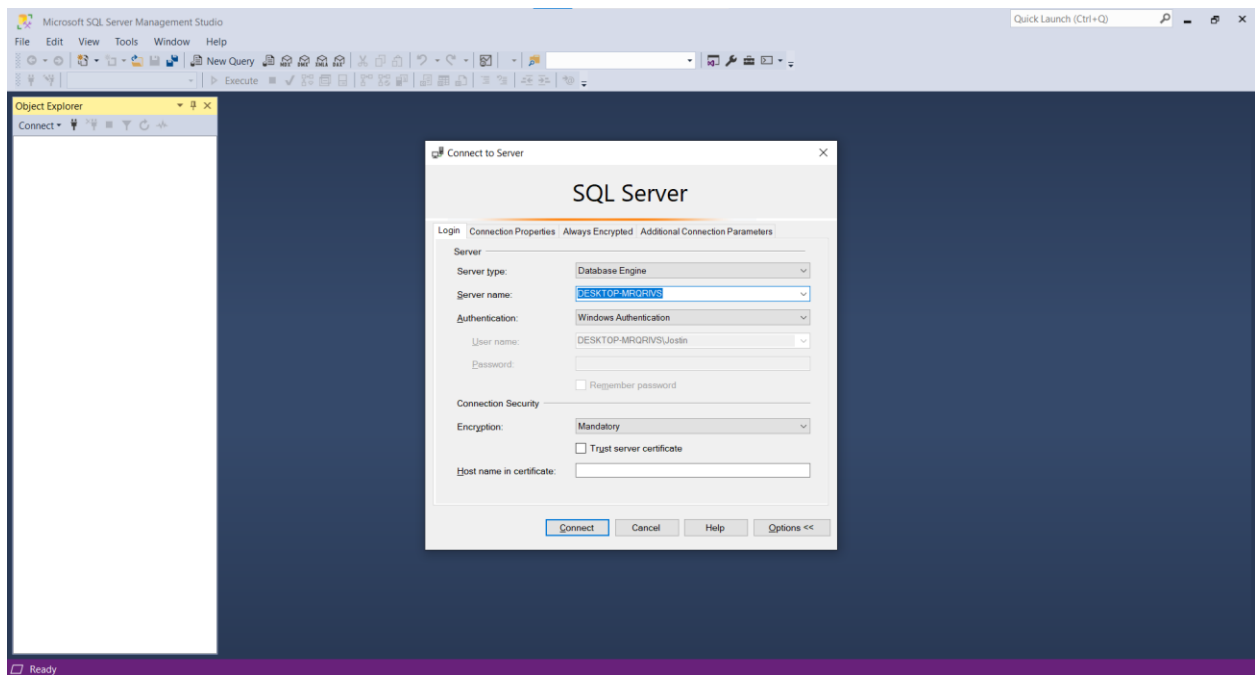 Microsoft SQL Server Management Studio
Quick Launch (Ctrl+Q)
File Edit View Tools Window Help
New Query
Execute
Object Explorer
Connect
Connect to Server
SQL Server
Login Connection Properties Always Encrypted Additional Connection Parameters
Server
Server type: Database Engine
Server name: DESKTOP-MRQRIVS
Authentication: Windows Authentication
User name: DESKTOP-MRQRIVS\Jostin
Password:
Remember password
Connection Security
Encryption: Mandatory
Trust server certificate
Host name in certificate:
Connect Cancel Help Options <<
Ready